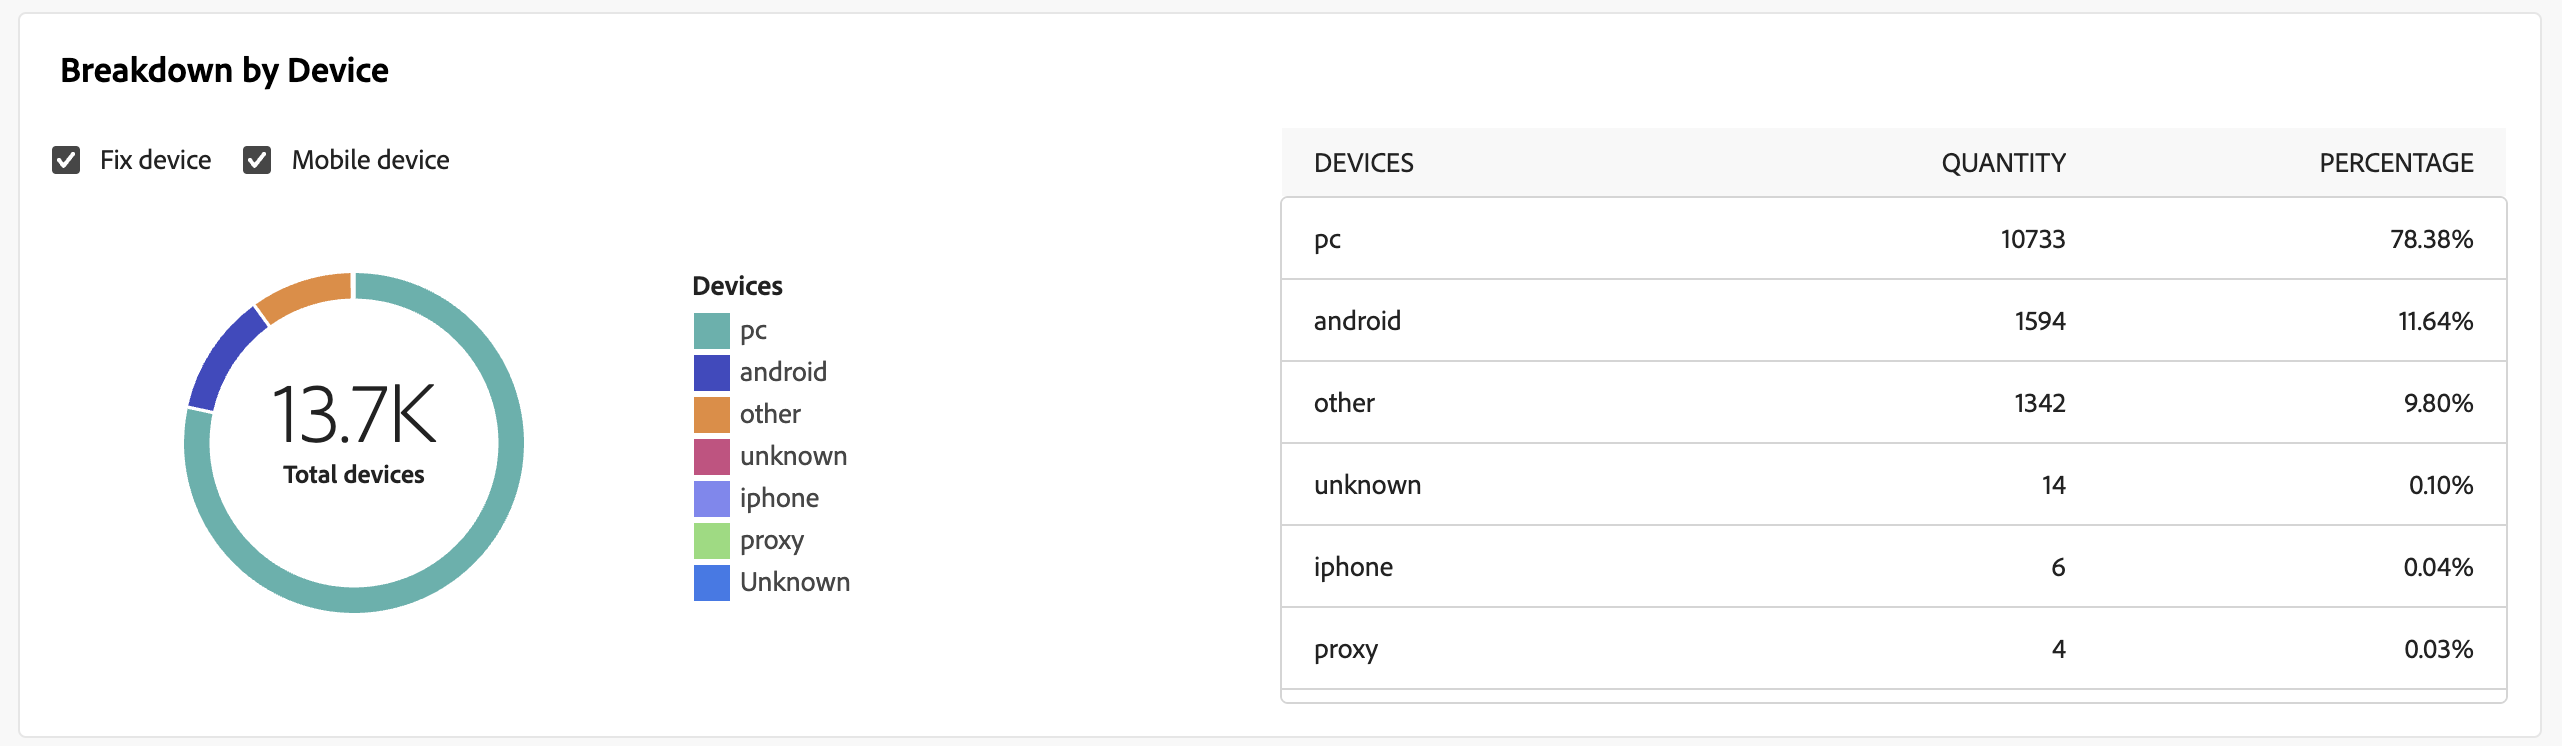 Breakdown by Device
Fix device Mobile device
13.7K
Total devices
Devices
pc
android
other
unknown
iphone
proxy
Unknown
DEVICES QUANTITY PERCENTAGE
pc 10733 78.38%
android 1594 11.64%
other 1342 9.80%
unknown 14 0.10%
iphone 6 0.04%
proxy 4 0.03%